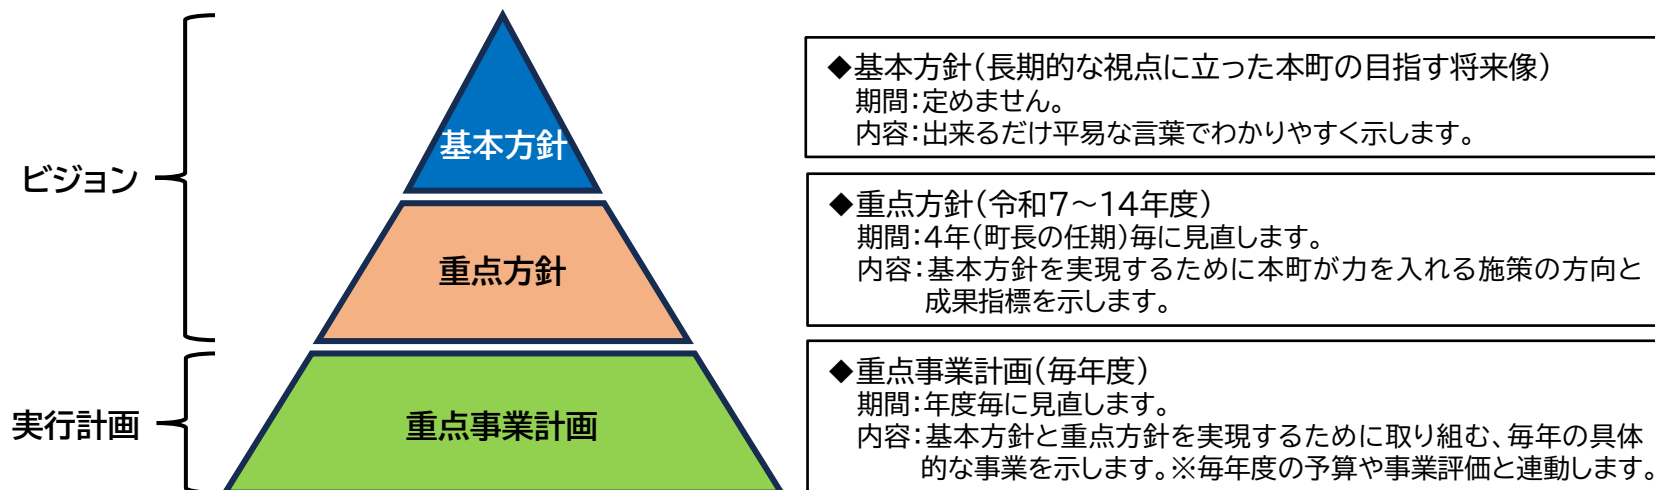 ビジョン
実行計画
基本方針
重点方針
重点事業計画
◆基本方針(長期的な視点に立った本町の目指す将来像)
期間:定めません。
内容:出来るだけ平易な言葉でわかりやすく示します。
◆重点方針(令和7~14年度)
期間:4年(町長の任期)毎に見直します。
内容:基本方針を実現するために本町が力を入れる施策の方向と
成果指標を示します。
◆重点事業計画(毎年度)
期間:年度毎に見直します。
内容:基本方針と重点方針を実現するために取り組む、毎年の具体
的な事業を示します。※毎年度の予算や事業評価と連動します。